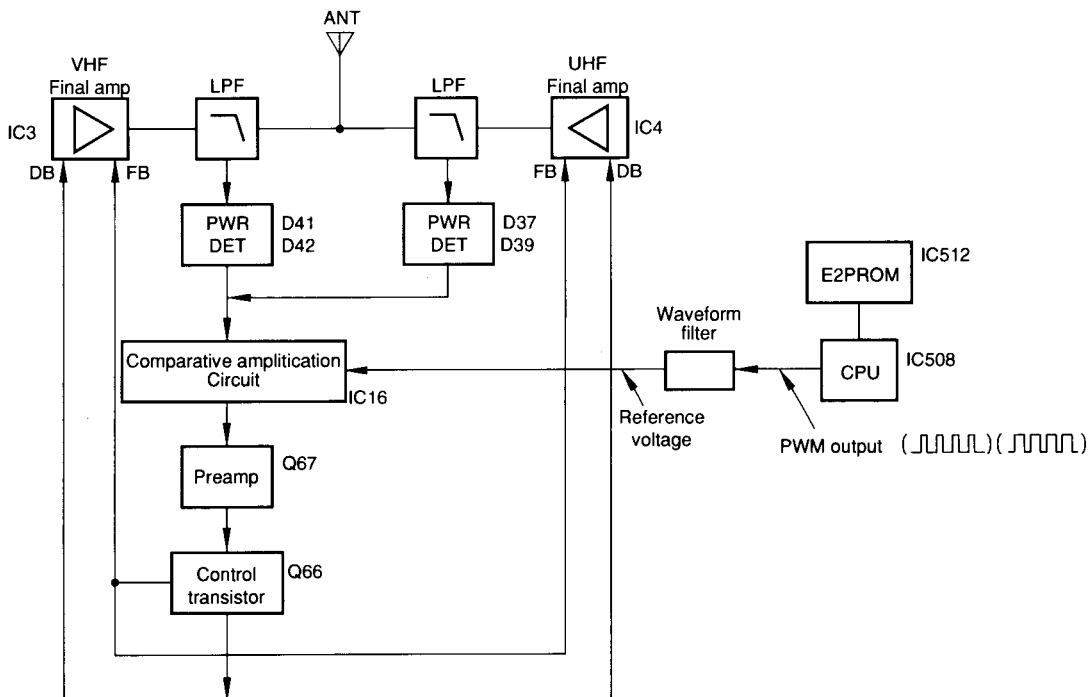 ANT
VHF
Final amp
LPF
LPF
UHF
Final amp
IC3
IC4
DB
FB
FB
DB
PWR
DET
D41
D42
PWR
DET
D37
D39
E2PROM
IC512
Waveform
filter
Comparative amplitication
Circuit
IC16
CPU
IC508
Reference
voltage
PWM output
Preamp
Q67
Control
transistor
Q66